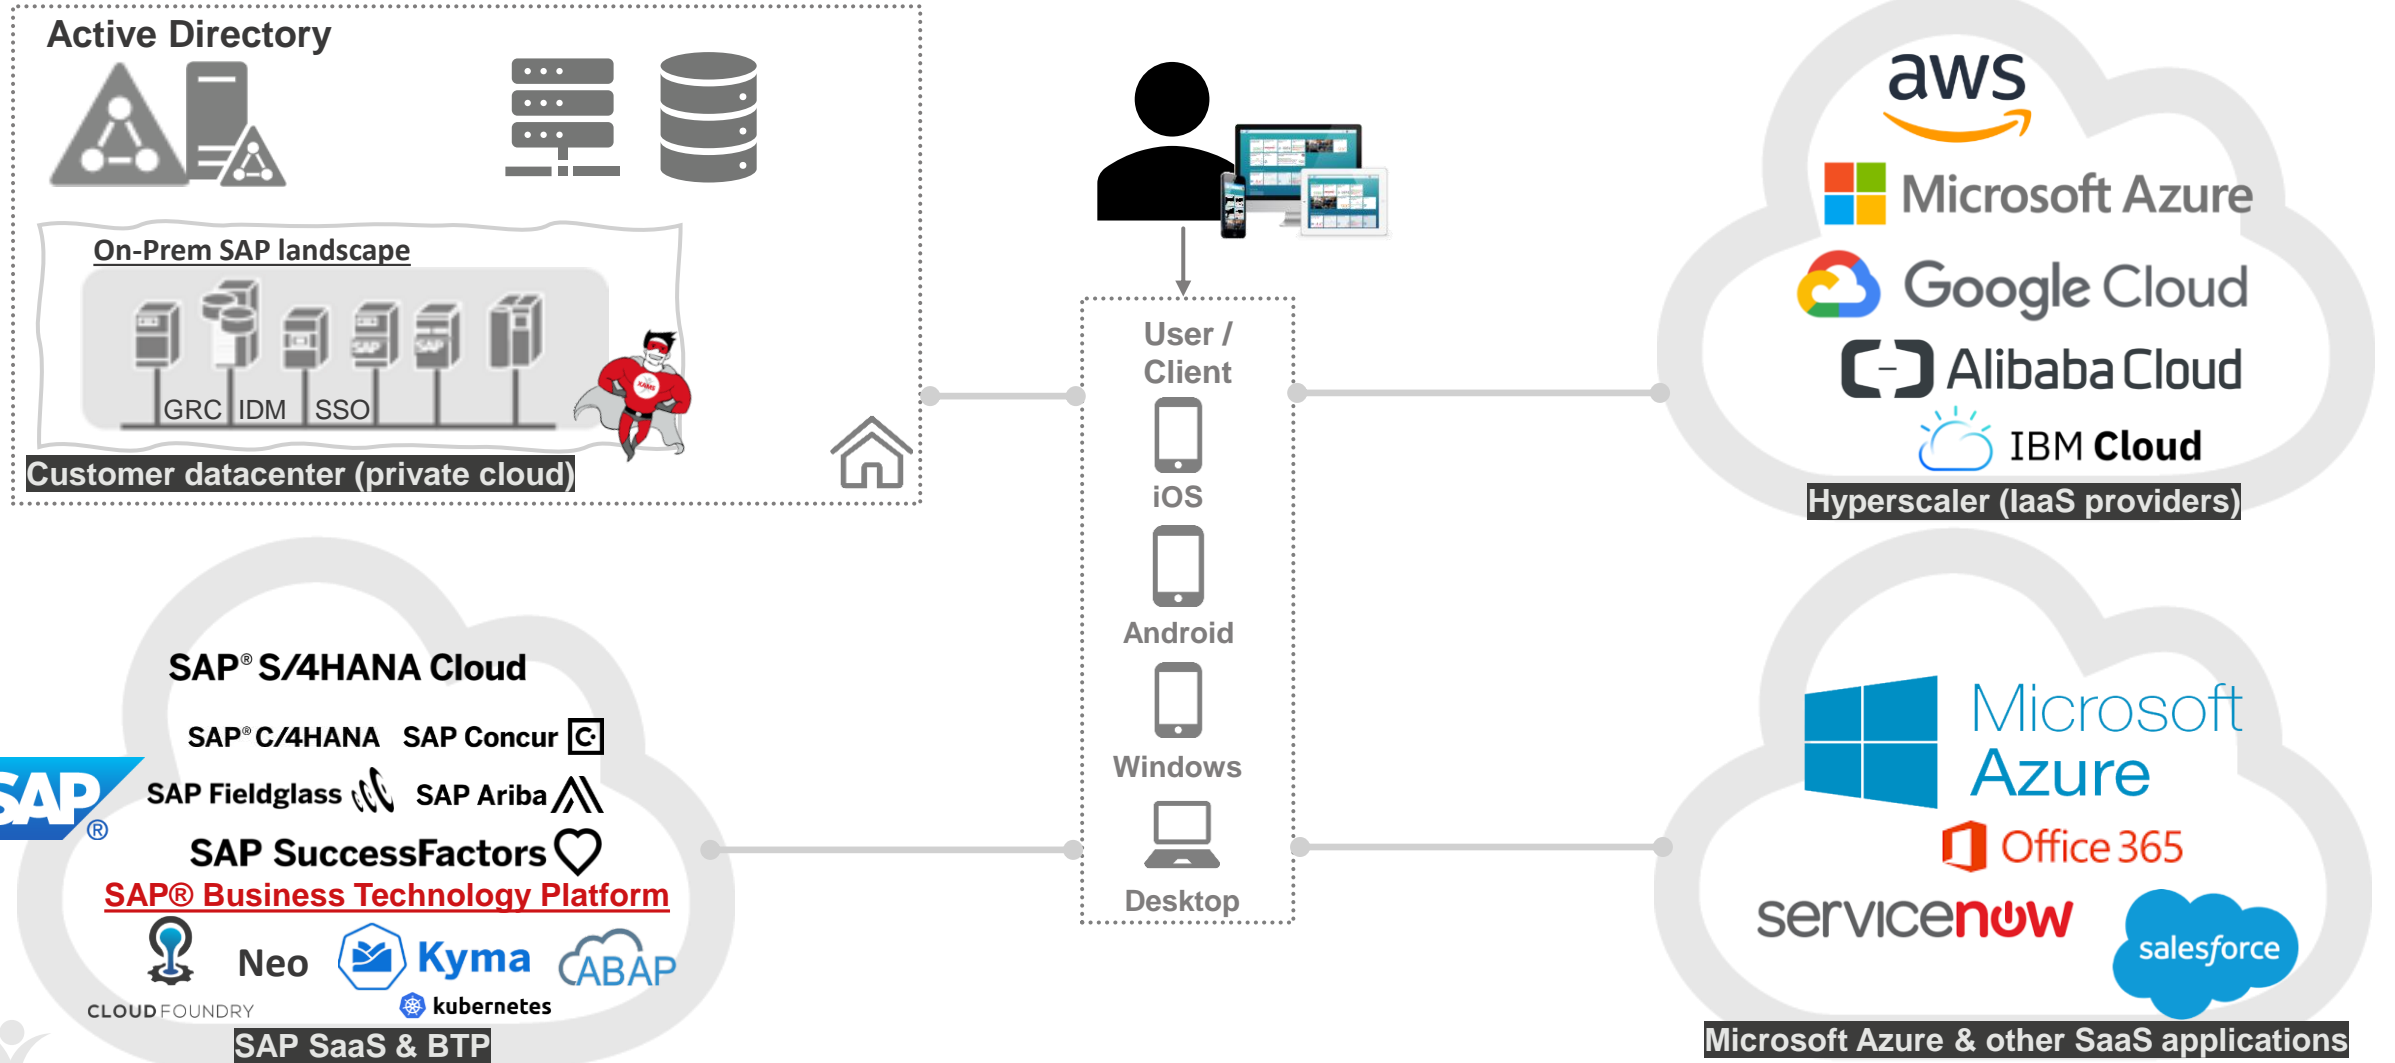 Active Directory
On-Prem SAP landscape
SAP
SAP
GRC
IDM
SSO
XAMS
Customer datacenter (private cloud)
User /
Client
iOS
Android
Windows
Desktop
aws
Microsoft Azure
Google Cloud
Alibaba Cloud
IBM Cloud
Hyperscaler (IaaS providers)
SAP® S/4HANA Cloud
SAP® C/4HANA
SAP Concur C
SAP Fieldglass
SAP Ariba
SAP ®
SAP SuccessFactors
SAP® Business Technology Platform
CLOUD FOUNDRY
Neo
Kyma
kubernetes
ABAP
SAP SaaS & BTP
Microsoft
Azure
Office 365
servicenow
salesforce
Microsoft Azure & other SaaS applications